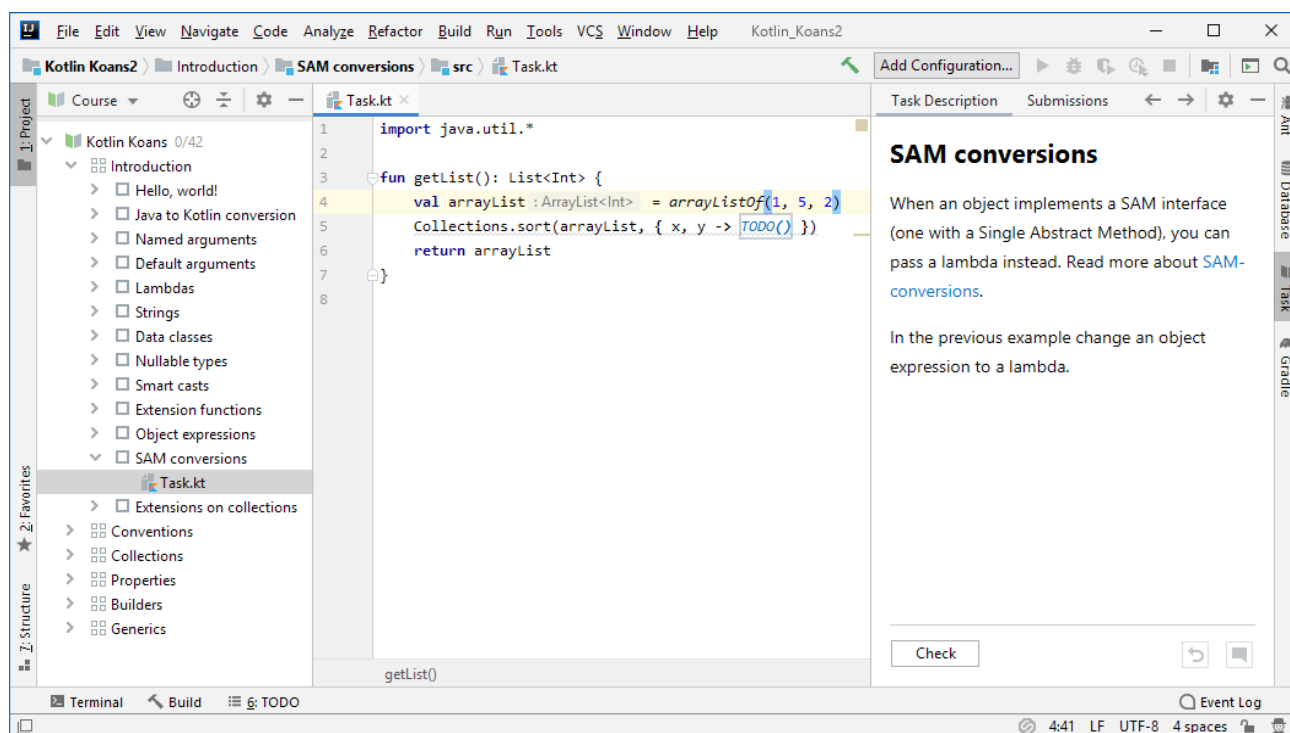 IJ File Edit View Navigate Code Analyze Refactor Build Run Tools VCS Window Help Kotlin_Koans2
Kotlin Koans2 Introduction SAM conversions src Task.kt Add Configuration...
1: Project
Course
Kotlin Koans 0/42
Introduction
Hello, world!
Java to Kotlin conversion
Named arguments
Default arguments
Lambdas
Strings
Data classes
Nullable types
Smart casts
Extension functions
Object expressions
SAM conversions
Task.kt
Extensions on collections
Conventions
Collections
Properties
Builders
Generics
2: Favorites
7: Structure
Task.kt
1 import java.util.*
2
3 fun getList(): List<Int> {
4 val arrayList : ArrayList<Int> = arrayListOf(1, 5, 2)
5 Collections.sort(arrayList, { x, y -> TODO() })
6 return arrayList
7 }
8
getList()
Task Description Submissions
SAM conversions
When an object implements a SAM interface
(one with a Single Abstract Method), you can
pass a lambda instead. Read more about SAM-
conversions.
In the previous example change an object
expression to a lambda.
Check
Ant
Database
Task
Gradle
Terminal Build 6: TODO Event Log
4:41 LF UTF-8 4 spaces